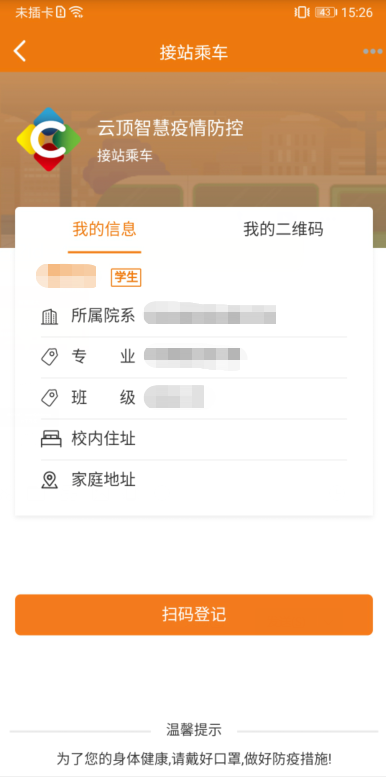 未插卡 43 15:26
接站乘车
云顶智慧疫情防控
接站乘车
我的信息 我的二维码
学生
所属院系
专 业
班 级
校内住址
家庭地址
扫码登记
温馨提示
为了您的身体健康,请戴好口罩,做好防疫措施!